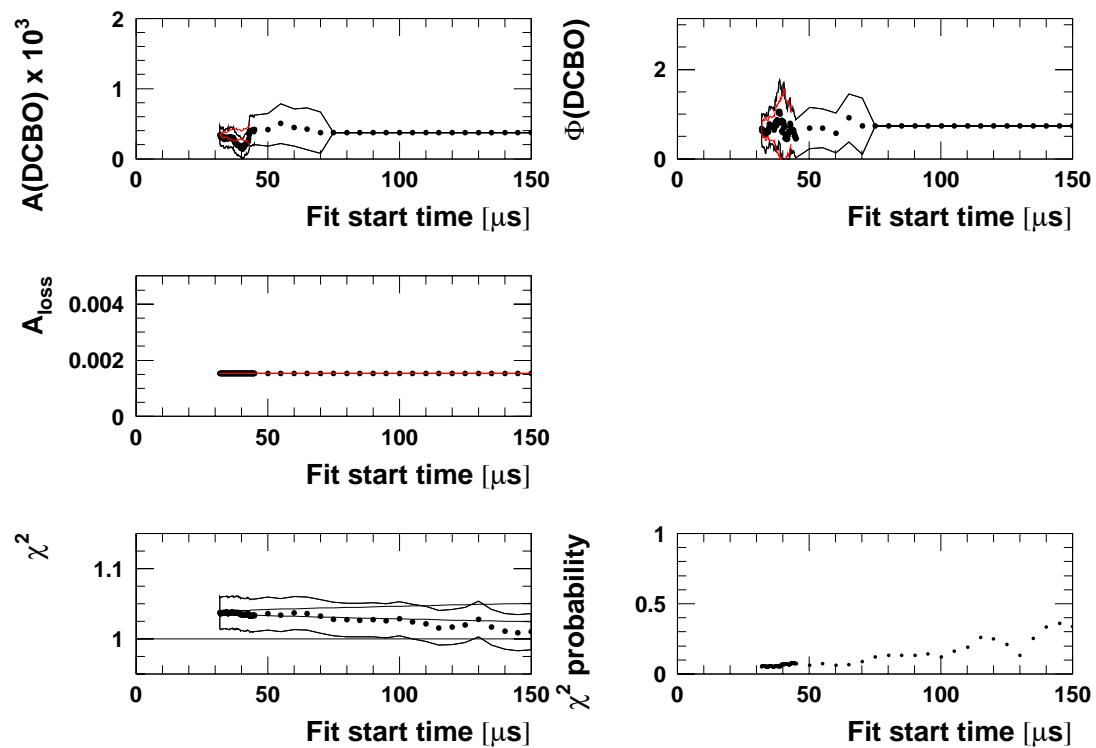 A(DCBO) x 10³
2
1
0
0 50 100 150
Fit start time [μs]
Φ(DCBO)
2
0
0 50 100 150
Fit start time [μs]
A_loss
0.004
0.002
0
0 50 100 150
Fit start time [μs]
χ²
1.1
1
0 50 100 150
Fit start time [μs]
χ² probability
1
0.5
0
0 50 100 150
Fit start time [μs]